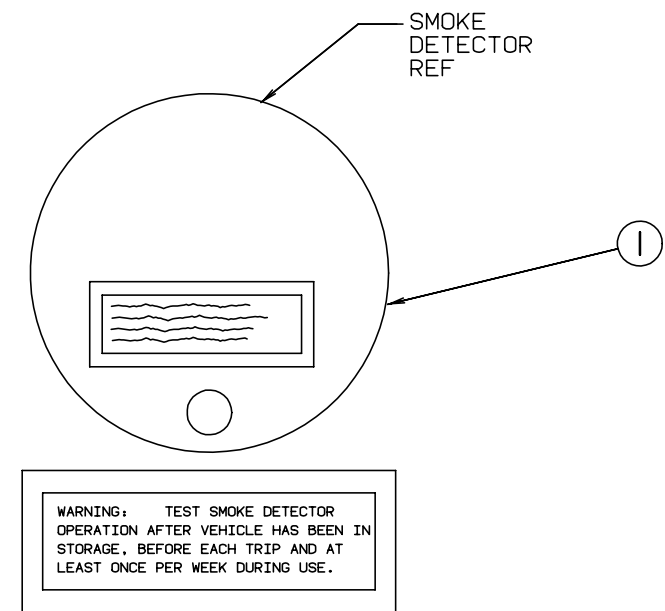 SMOKE
DETECTOR
REF
1
WARNING: TEST SMOKE DETECTOR
OPERATION AFTER VEHICLE HAS BEEN IN
STORAGE, BEFORE EACH TRIP AND AT
LEAST ONCE PER WEEK DURING USE.